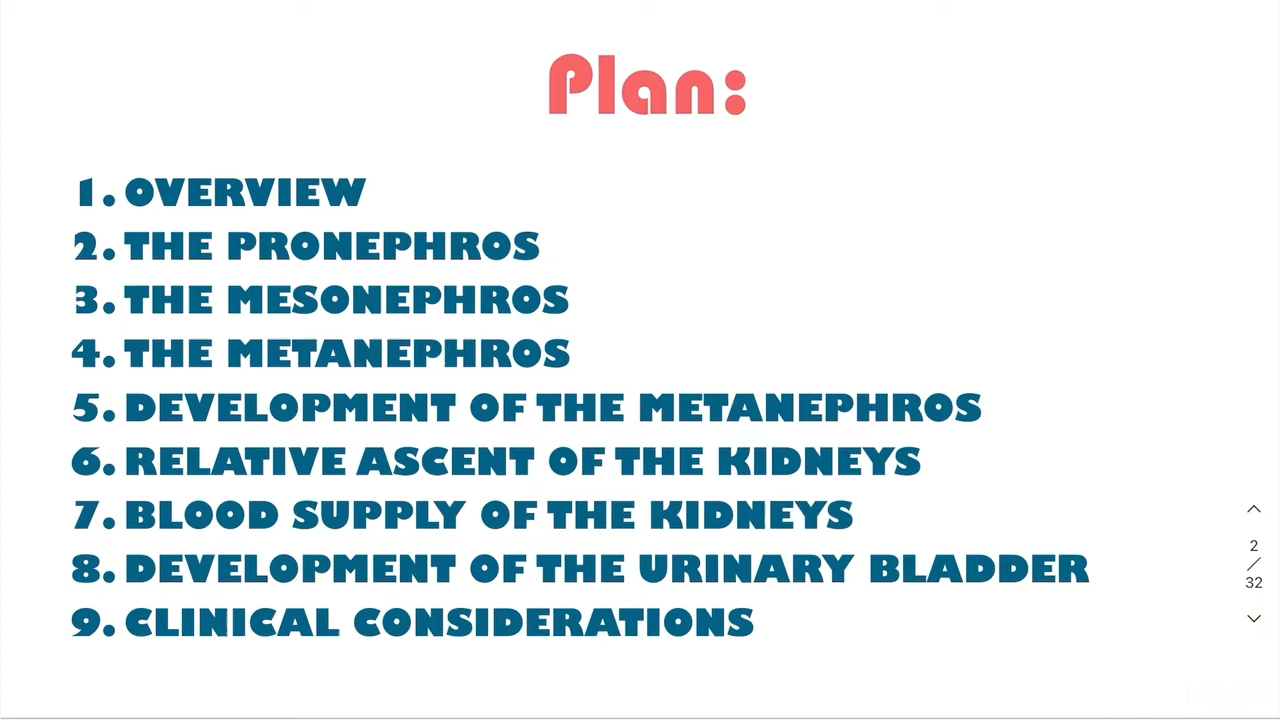 Plan:
1. OVERVIEW
2. THE PRONEPHROS
3. THE MESONEPHROS
4. THE METANEPHROS
5. DEVELOPMENT OF THE METANEPHROS
6. RELATIVE ASCENT OF THE KIDNEYS
7. BLOOD SUPPLY OF THE KIDNEYS
8. DEVELOPMENT OF THE URINARY BLADDER
9. CLINICAL CONSIDERATIONS
2
/
32